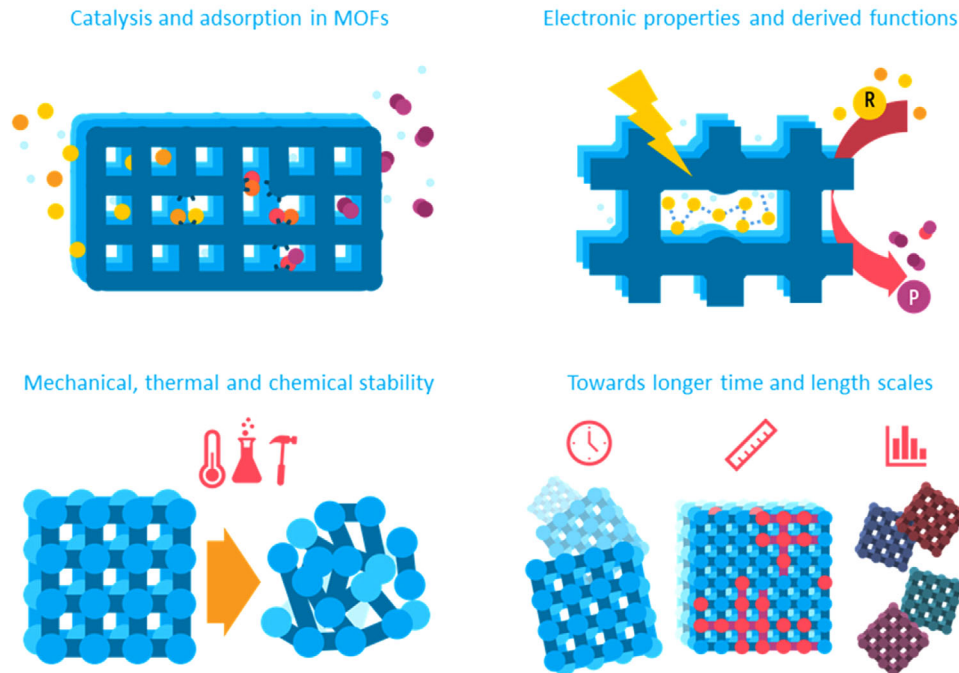 Catalysis and adsorption in MOFs
Electronic properties and derived functions
R
P
Mechanical, thermal and chemical stability
Towards longer time and length scales